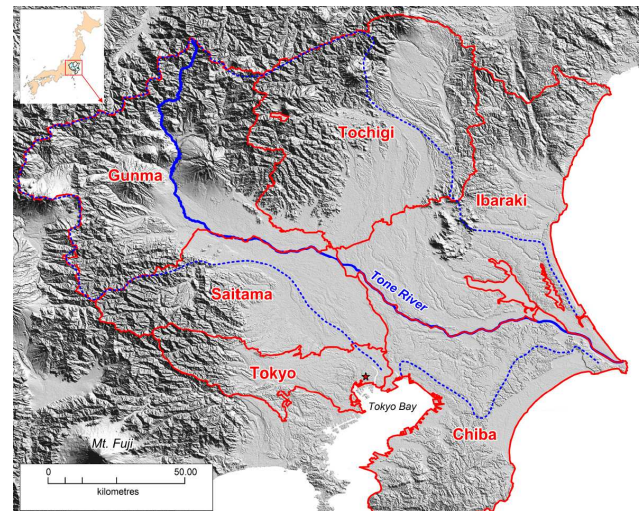 Tochigi
Gunma
Ibaraki
Tone River
Saitama
Tokyo
Tokyo Bay
Chiba
Mt. Fuji
0 50.00
kilometres